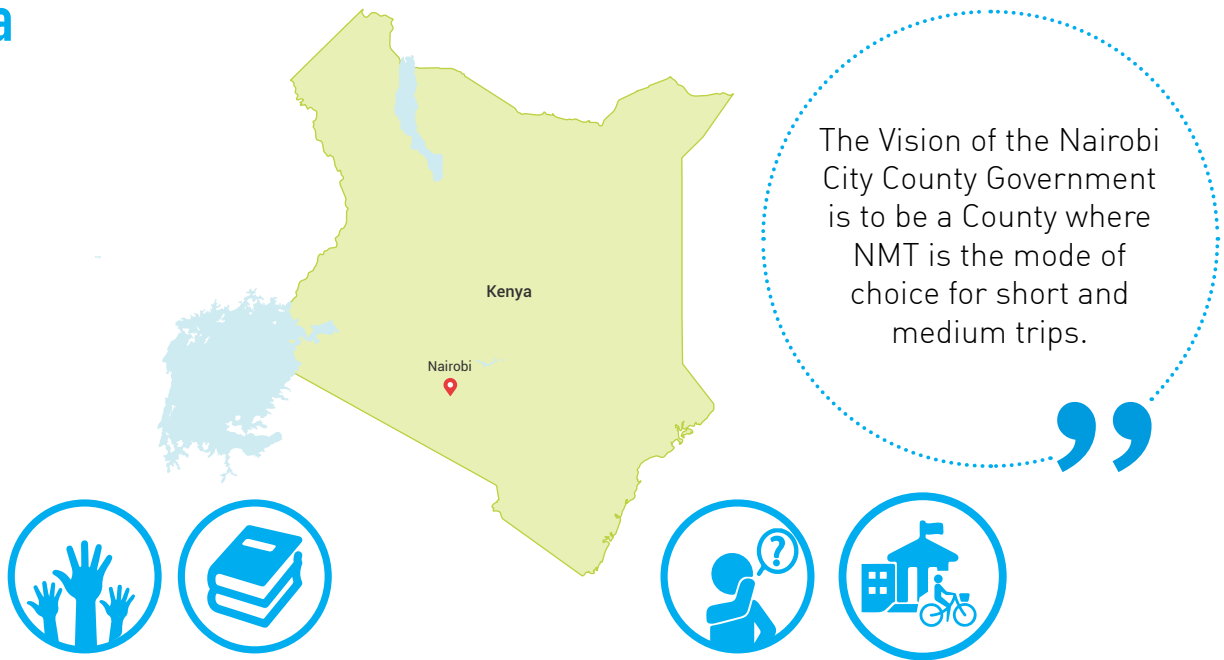 a
The Vision of the Nairobi
City County Government
is to be a County where
NMT is the mode of
choice for short and
medium trips.
”
Kenya
Nairobi
?